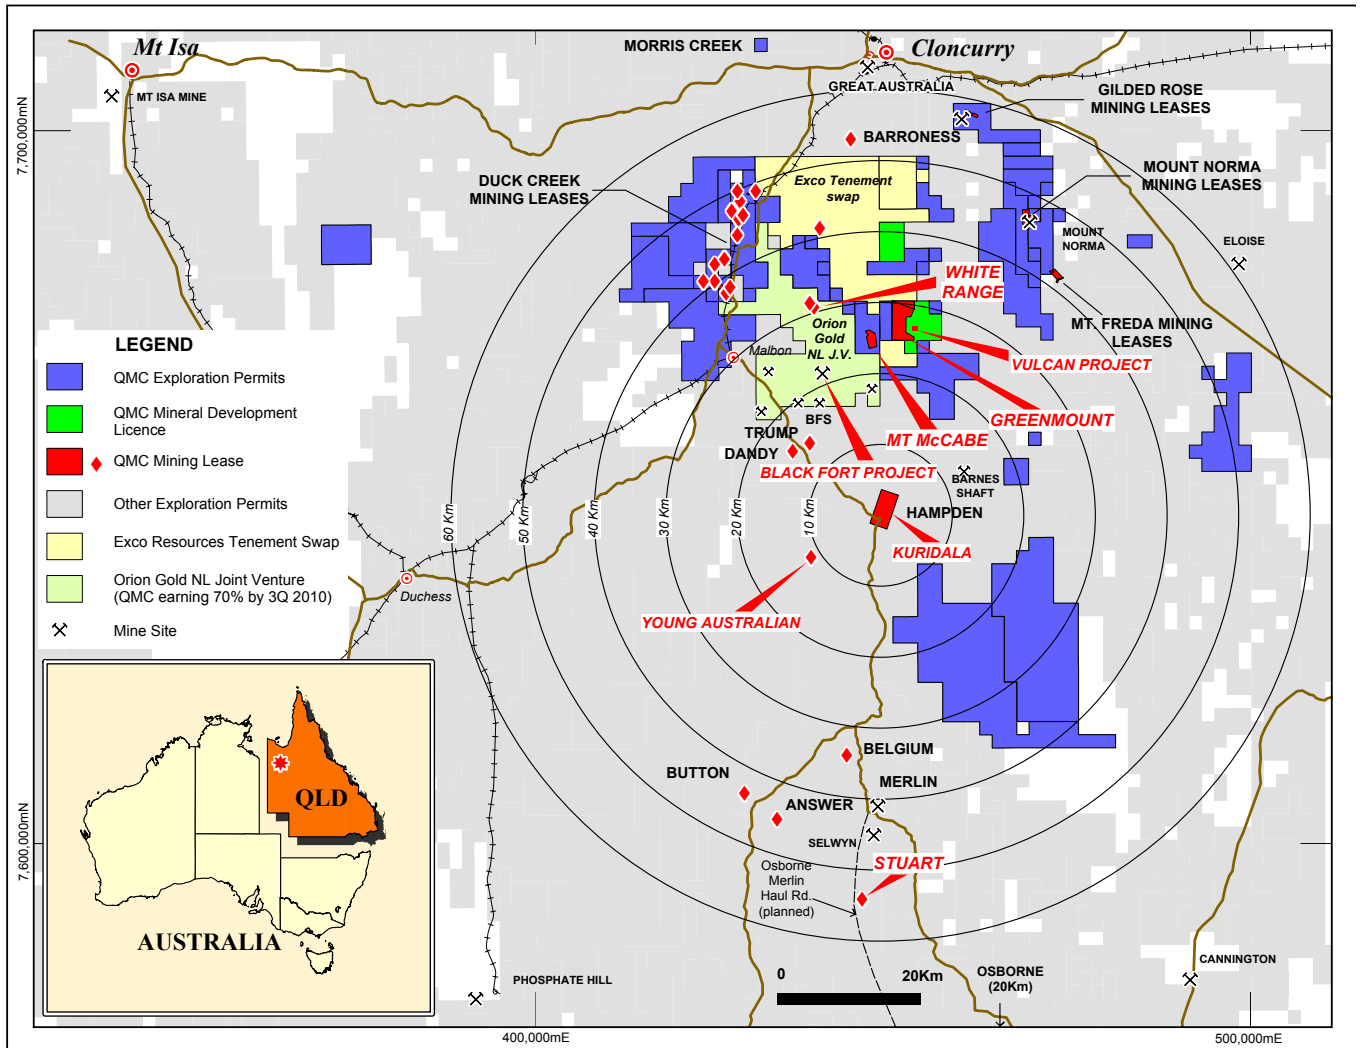 Mt Isa
MORRIS CREEK
Cloncurry
MT ISA MINE
GREAT AUSTRALIA
GILDED ROSE
MINING LEASES
7,700,000mN
BARRONESS
DUCK CREEK
MINING LEASES
Exco Tenement
swap
MOUNT NORMA
MINING LEASES
MOUNT
NORMA
ELOISE
WHITE
RANGE
Orion
Gold
NL J.V.
MT. FREDA MINING
LEASES
Malbon
VULCAN PROJECT
GREENMOUNT
MT McCABE
BFS
TRUMP
DANDY
BLACK FORT PROJECT
BARNES
SHAFT
HAMPDEN
KURIDALA
60 Km
50 Km
40 Km
30 Km
20 Km
10 Km
LEGEND
QMC Exploration Permits
QMC Mineral Development
Licence
QMC Mining Lease
Other Exploration Permits
Exco Resources Tenement Swap
Orion Gold NL Joint Venture
(QMC earning 70% by 3Q 2010)
Mine Site
Duchess
YOUNG AUSTRALIAN
BELGIUM
BUTTON
MERLIN
ANSWER
SELWYN
STUART
Osborne
Merlin
Haul Rd.
(planned)
7,600,000mN
QLD
AUSTRALIA
PHOSPHATE HILL
0
20Km
OSBORNE
(20Km)
CANNINGTON
400,000mE
500,000mE